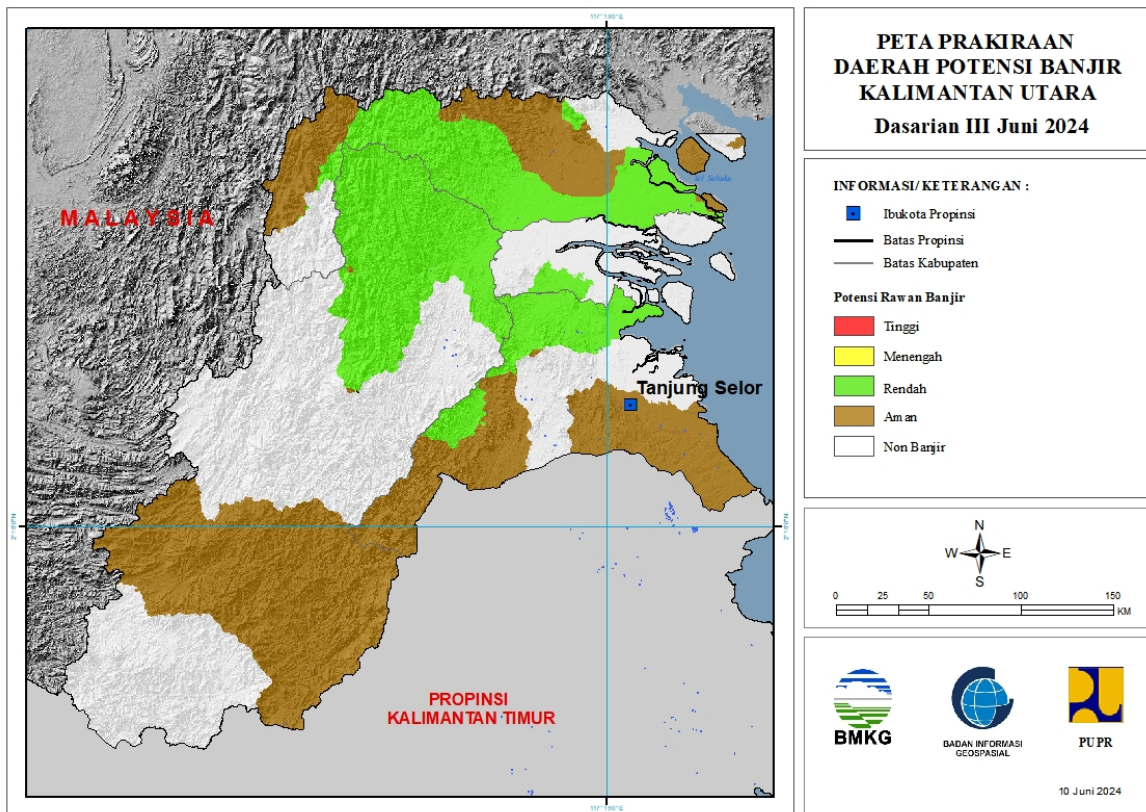 PETA PRAKIRAAN
DAERAH POTENSI BANJIR
KALIMANTAN UTARA
Dasarian III Juni 2024
INFORMASI/ KETERANGAN :
Ibukota Propinsi
Batas Propinsi
Batas Kabupaten
Potensi Rawan Banjir
Tinggi
Menengah
Rendah
Aman
Non Banjir
N
W E
S
0 25 50 100 150
KM
BMKG
BADAN INFORMASI
GEOSPASIAL
PUPR
10 Juni 2024
MALAYSIA
Tanjung Selor
PROPINSI
KALIMANTAN TIMUR